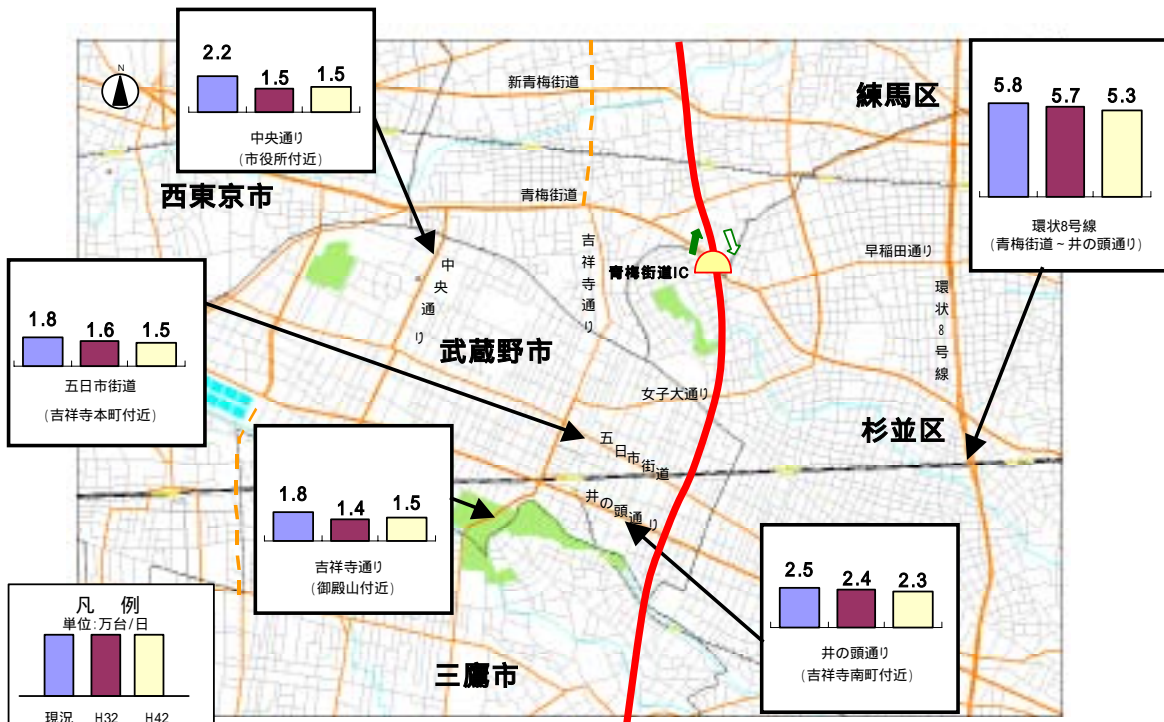 N
2.2 1.5 1.5
中央通り
(市役所付近)
新青梅街道
練馬区
5.8 5.7 5.3
環状8号線
(青梅街道~井の頭通り)
西東京市
青梅街道
吉祥寺通り
青梅街道IC
早稲田通り
環状8号線
中央通り
1.8 1.6 1.5
五日市街道
(吉祥寺本町付近)
武蔵野市
女子大通り
杉並区
五日市街道
井の頭通り
1.8 1.4 1.5
吉祥寺通り
(御殿山付近)
2.5 2.4 2.3
井の頭通り
(吉祥寺南町付近)
三鷹市
凡 例
単位:万台/日
現況 H32 H42